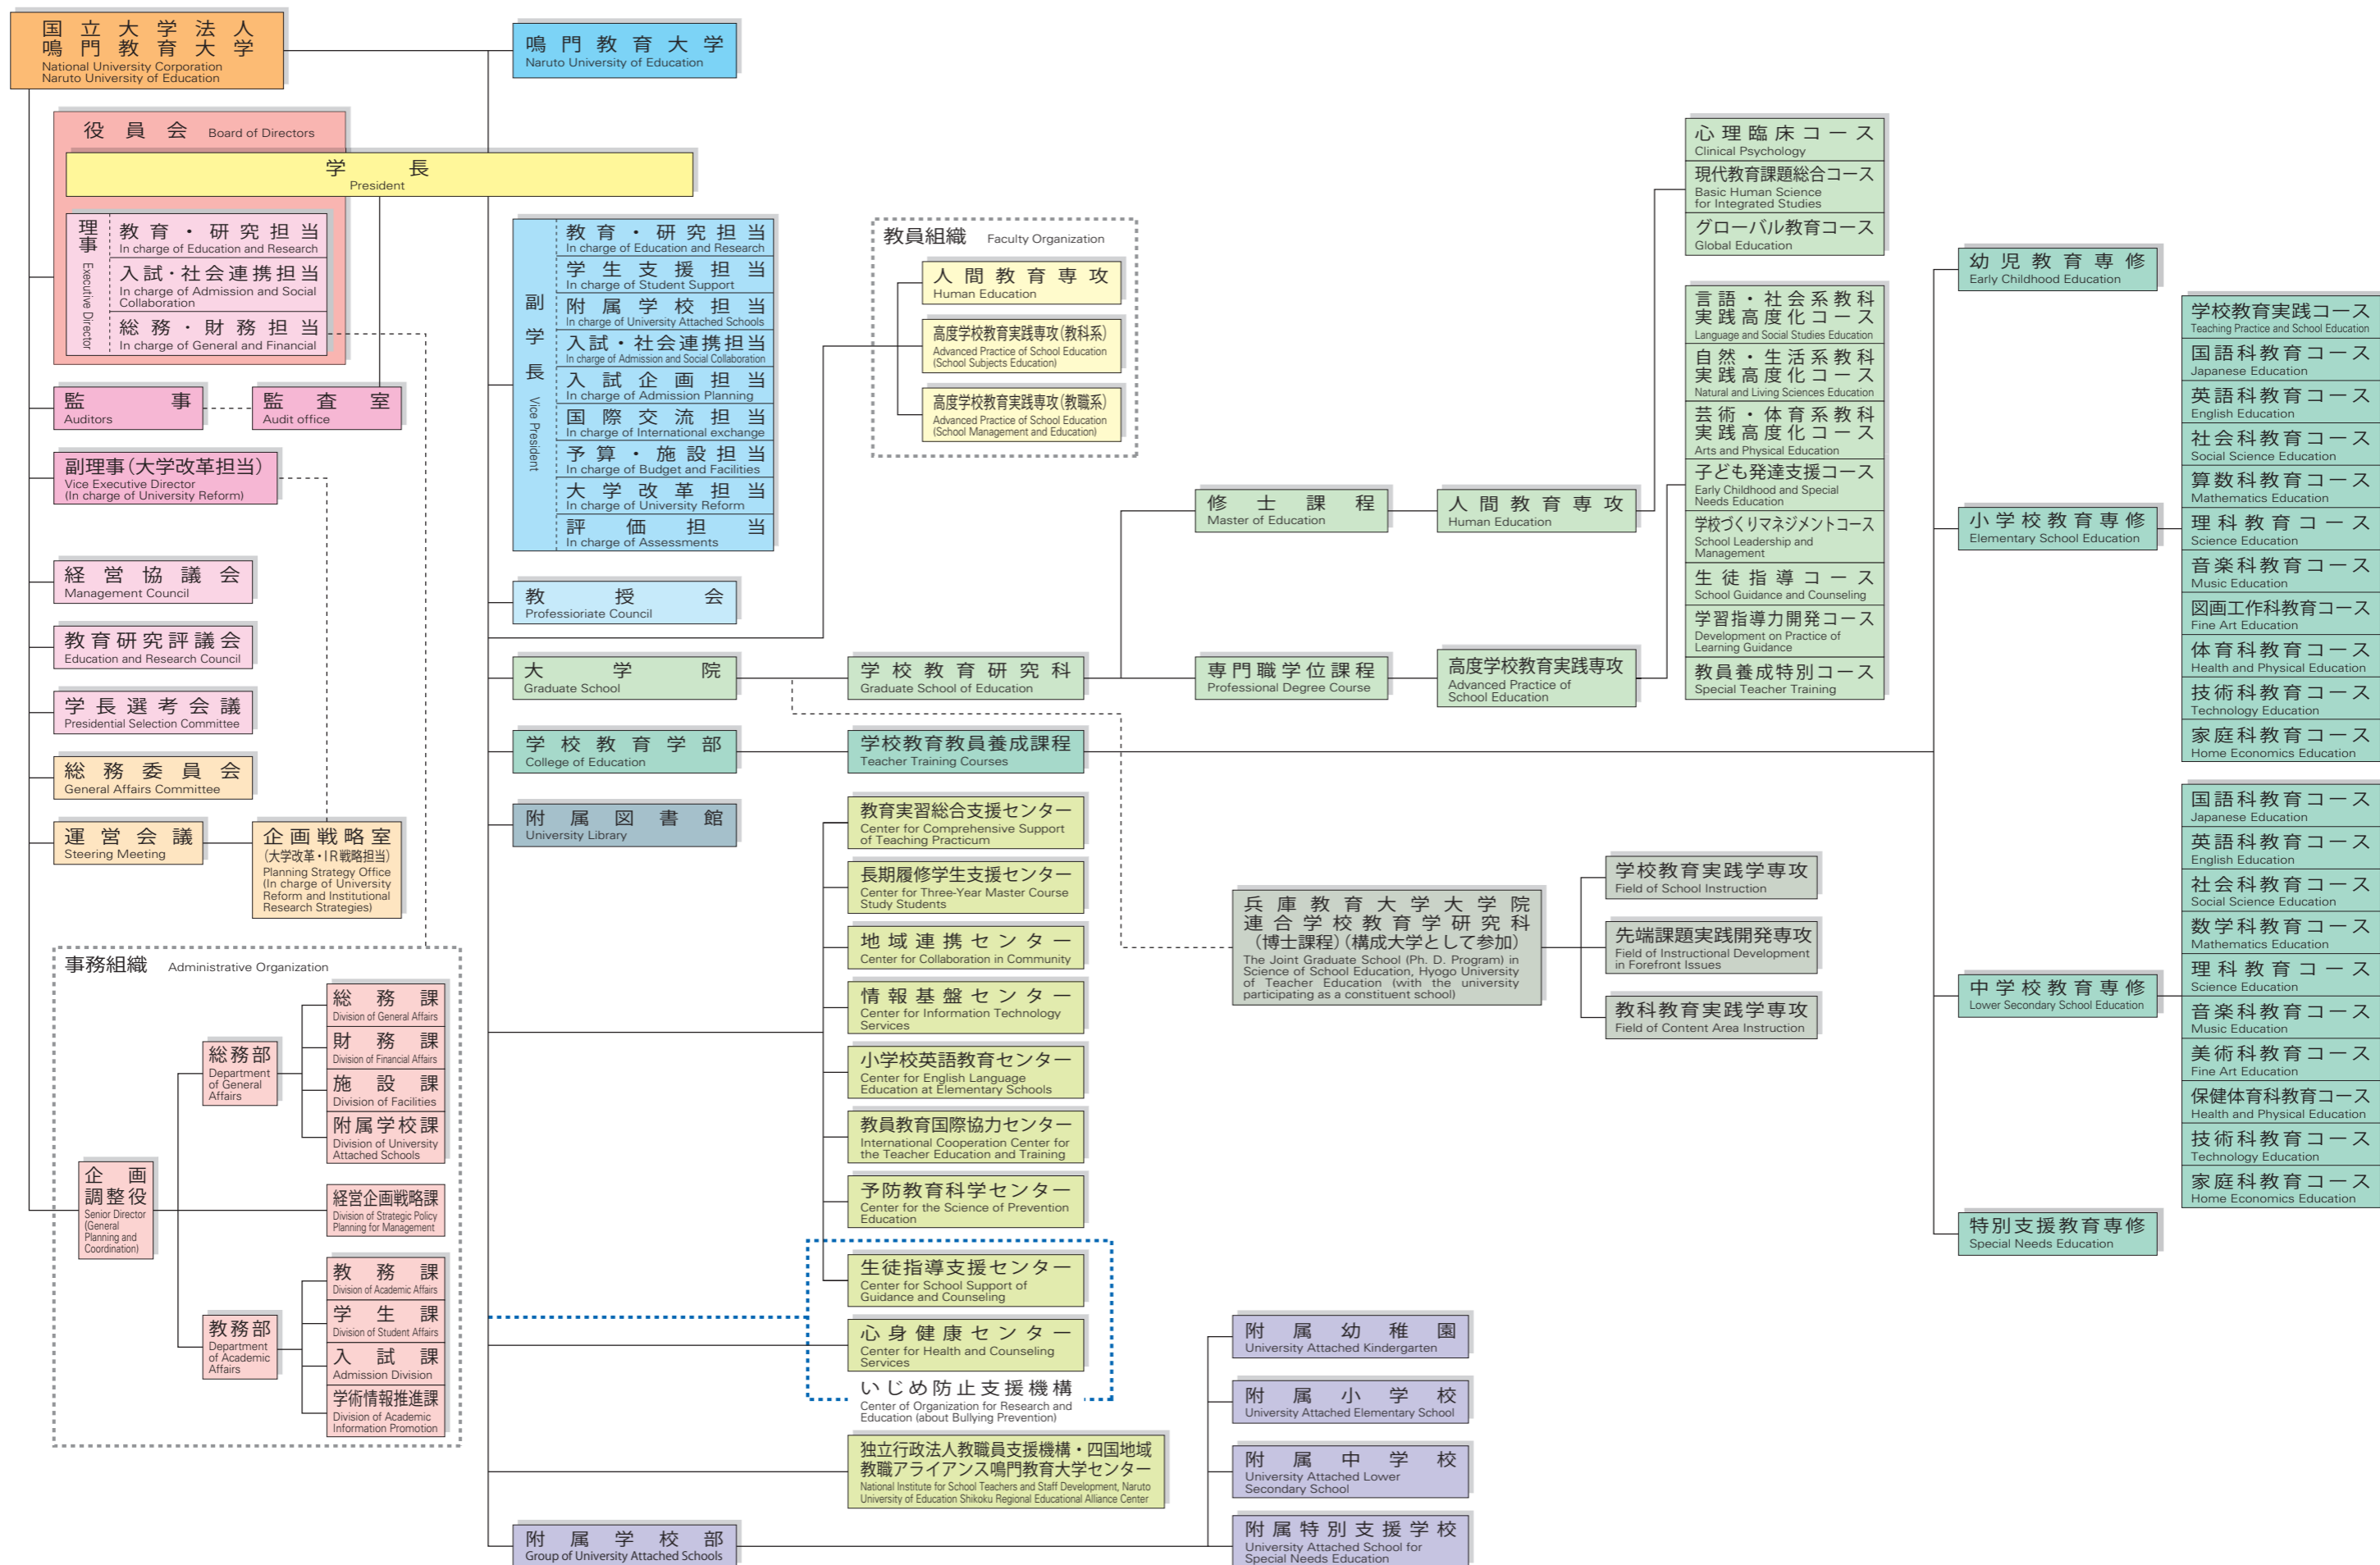 国立大学法人
鳴門教育大学
National University Corporation
Naruto University of Education
鳴門教育大学
Naruto University of Education
役員会 Board of Directors
学長
President
理事 Executive Director
教育・研究担当
In charge of Education and Research
入試・社会連携担当
In charge of Admission and Social
Collaboration
総務・財務担当
In charge of General and Financial
監事
Auditors
監査室
Audit office
副理事(大学改革担当)
Vice Executive Director
(In charge of University Reform)
経営協議会
Management Council
教育研究評議会
Education and Research Council
学長選考会議
Presidential Selection Committee
総務委員会
General Affairs Committee
運営会議
Steering Meeting
企画戦略室
(大学改革・IR戦略担当)
Planning Strategy Office
(In charge of University
Reform and Institutional
Research Strategies)
事務組織 Administrative Organization
企画
調整役
Senior Director
(General
Planning and
Coordination)
総務部
Department
of General
Affairs
総務課
Division of General Affairs
財務課
Division of Financial Affairs
施設課
Division of Facilities
附属学校課
Division of University
Attached Schools
経営企画戦略課
Division of Strategic Policy
Planning for Management
教務部
Department
of Academic
Affairs
教務課
Division of Academic Affairs
学生課
Division of Student Affairs
入試課
Admission Division
学術情報推進課
Division of Academic
Information Promotion
副学長 Vice President
教育・研究担当
In charge of Education and Research
学生支援担当
In charge of Student Support
附属学校担当
In charge of University Attached Schools
入試・社会連携担当
In charge of Admission and Social Collaboration
入試企画担当
In charge of Admission Planning
国際交流担当
In charge of International exchange
予算・施設担当
In charge of Budget and Facilities
大学改革担当
In charge of University Reform
評価担当
In charge of Assessments
教授会
Professioriate Council
教員組織 Faculty Organization
人間教育専攻
Human Education
高度学校教育実践専攻(教科系)
Advanced Practice of School Education
(School Subjects Education)
高度学校教育実践専攻(教職系)
Advanced Practice of School Education
(School Management and Education)
大学院
Graduate School
学校教育研究科
Graduate School of Education
修士課程
Master of Education
人間教育専攻
Human Education
心理臨床コース
Clinical Psychology
現代教育課題総合コース
Basic Human Science
for Integrated Studies
グローバル教育コース
Global Education
専門職学位課程
Professional Degree Course
高度学校教育実践専攻
Advanced Practice of
School Education
言語・社会系教科
実践高度化コース
Language and Social Studies Education
自然・生活系教科
実践高度化コース
Natural and Living Sciences Education
芸術・体育系教科
実践高度化コース
Arts and Physical Education
子ども発達支援コース
Early Childhood and Special
Needs Education
学校づくりマネジメントコース
School Leadership and
Management
生徒指導コース
School Guidance and Counseling
学習指導力開発コース
Development on Practice of
Learning Guidance
教員養成特別コース
Special Teacher Training
学校教育学部
College of Education
学校教育教員養成課程
Teacher Training Courses
幼児教育専修
Early Childhood Education
小学校教育専修
Elementary School Education
学校教育実践コース
Teaching Practice and School Education
国語科教育コース
Japanese Education
英語科教育コース
English Education
社会科教育コース
Social Science Education
算数科教育コース
Mathematics Education
理科教育コース
Science Education
音楽科教育コース
Music Education
図画工作科教育コース
Fine Art Education
体育科教育コース
Health and Physical Education
技術科教育コース
Technology Education
家庭科教育コース
Home Economics Education
中学校教育専修
Lower Secondary School Education
国語科教育コース
Japanese Education
英語科教育コース
English Education
社会科教育コース
Social Science Education
数学科教育コース
Mathematics Education
理科教育コース
Science Education
音楽科教育コース
Music Education
美術科教育コース
Fine Art Education
保健体育科教育コース
Health and Physical Education
技術科教育コース
Technology Education
家庭科教育コース
Home Economics Education
特別支援教育専修
Special Needs Education
附属図書館
University Library
教育実習総合支援センター
Center for Comprehensive Support
of Teaching Practicum
長期履修学生支援センター
Center for Three-Year Master Course
Study Students
地域連携センター
Center for Collaboration in Community
情報基盤センター
Center for Information Technology
Services
小学校英語教育センター
Center for English Language
Education at Elementary Schools
教員教育国際協力センター
International Cooperation Center for
the Teacher Education and Training
予防教育科学センター
Center for the Science of Prevention
Education
生徒指導支援センター
Center for School Support of
Guidance and Counseling
心身健康センター
Center for Health and Counseling
Services
いじめ防止支援機構
Center of Organization for Research and
Education (about Bullying Prevention)
独立行政法人教職員支援機構・四国地域
教職アライアンス鳴門教育大学センター
National Institute for School Teachers and Staff Development, Naruto
University of Education Shikoku Regional Educational Alliance Center
兵庫教育大学大学院
連合学校教育学研究科
(博士課程)(構成大学として参加)
The Joint Graduate School (Ph. D. Program) in
Science of School Education, Hyogo University
of Teacher Education (with the university
participating as a constituent school)
学校教育実践学専攻
Field of School Instruction
先端課題実践開発専攻
Field of Instructional Development
in Forefront Issues
教科教育実践学専攻
Field of Content Area Instruction
附属学校部
Group of University Attached Schools
附属幼稚園
University Attached Kindergarten
附属小学校
University Attached Elementary School
附属中学校
University Attached Lower
Secondary School
附属特別支援学校
University Attached School for
Special Needs Education